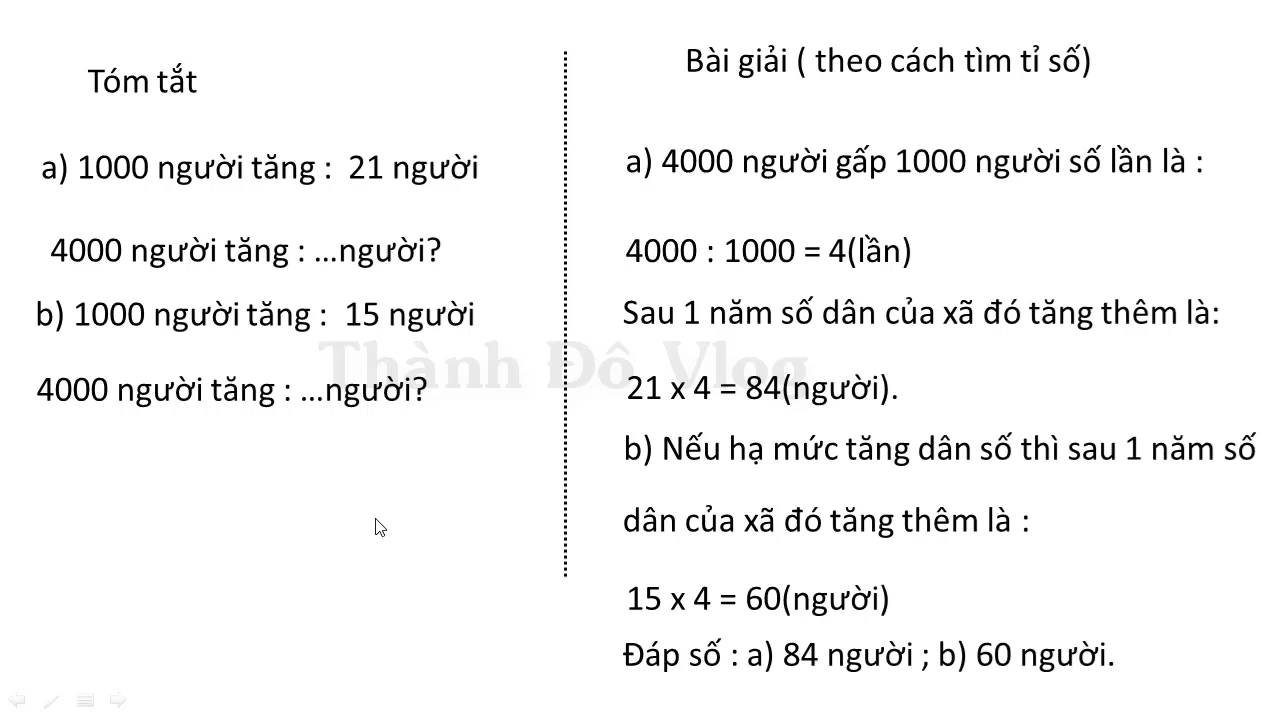 Tóm tắt
a) 1000 người tăng : 21 người
4000 người tăng : ...người?
b) 1000 người tăng : 15 người
4000 người tăng : ...người?
Bài giải ( theo cách tìm tỉ số)
a) 4000 người gấp 1000 người số lần là :
4000 : 1000 = 4(lần)
Sau 1 năm số dân của xã đó tăng thêm là:
21 x 4 = 84(người).
b) Nếu hạ mức tăng dân số thì sau 1 năm số
dân của xã đó tăng thêm là :
15 x 4 = 60(người)
Đáp số : a) 84 người ; b) 60 người.
Thành Đô Vlog